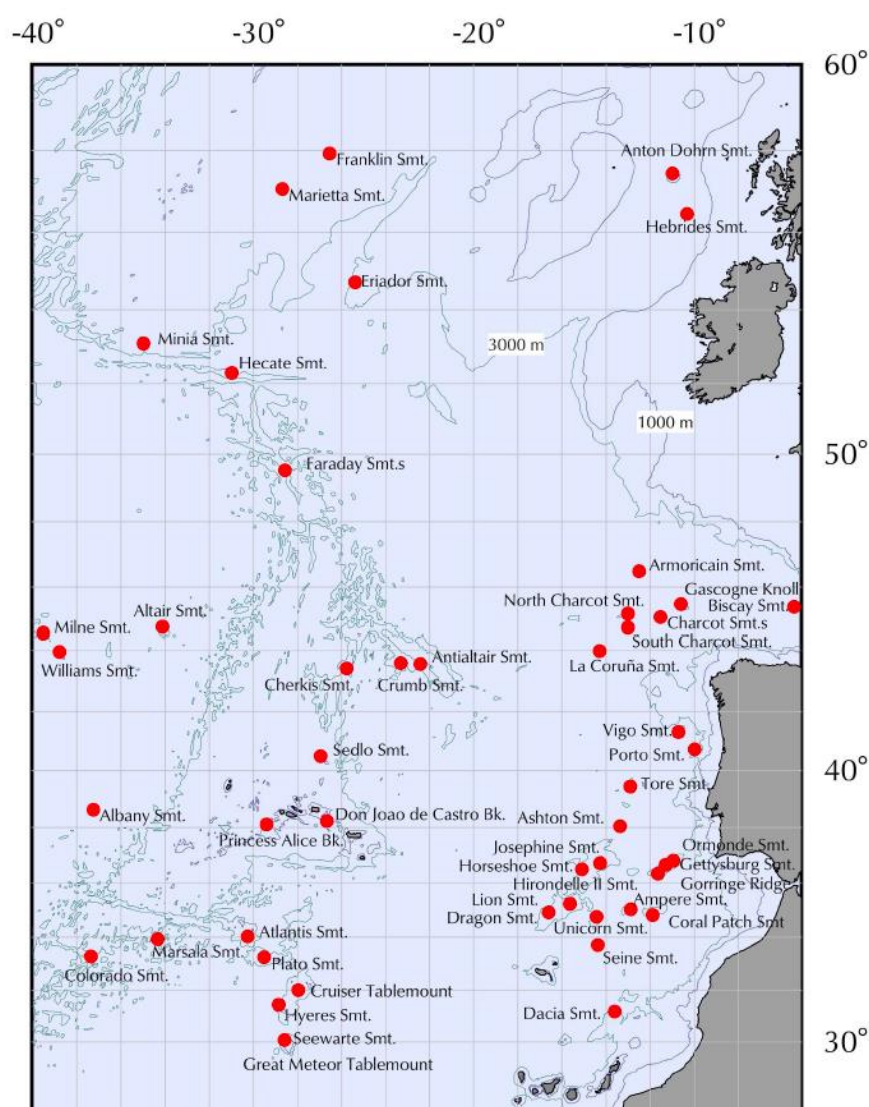 -40° -30° -20° -10°
60°
Franklin Smt.
Anton Dohrn Smt.
Marietta Smt.
Hebrides Smt.
Eriador Smt.
Minia Smt.
3000 m
Hecate Smt.
1000 m
50°
Faraday Smt.s
Armoricain Smt.
Gascogne Knoll
North Charcot Smt.
Biscay Smt.
Altair Smt.
Charcot Smt.s
Milne Smt.
South Charcot Smt.
Antialtair Smt.
Williams Smt.
La Coruña Smt.
Cherkis Smt.
Crumb Smt.
Vigo Smt.
Sedlo Smt.
Porto Smt.
40°
Tore Smt.
Albany Smt.
Don Joao de Castro Bk.
Ashton Smt.
Princess Alice Bk.
Josephine Smt.
Ormonde Smt.
Horseshoe Smt.
Gettysburg Smt.
Hirondelle II Smt.
Gorringe Ridge
Lion Smt.
Ampere Smt.
Dragon Smt.
Coral Patch Smt
Unicorn Smt.
Atlantis Smt.
Marsala Smt.
Seine Smt.
Colorado Smt.
Plato Smt.
Cruiser Tablemount
Hyeres Smt.
Dacia Smt.
Seewarte Smt.
30°
Great Meteor Tablemount